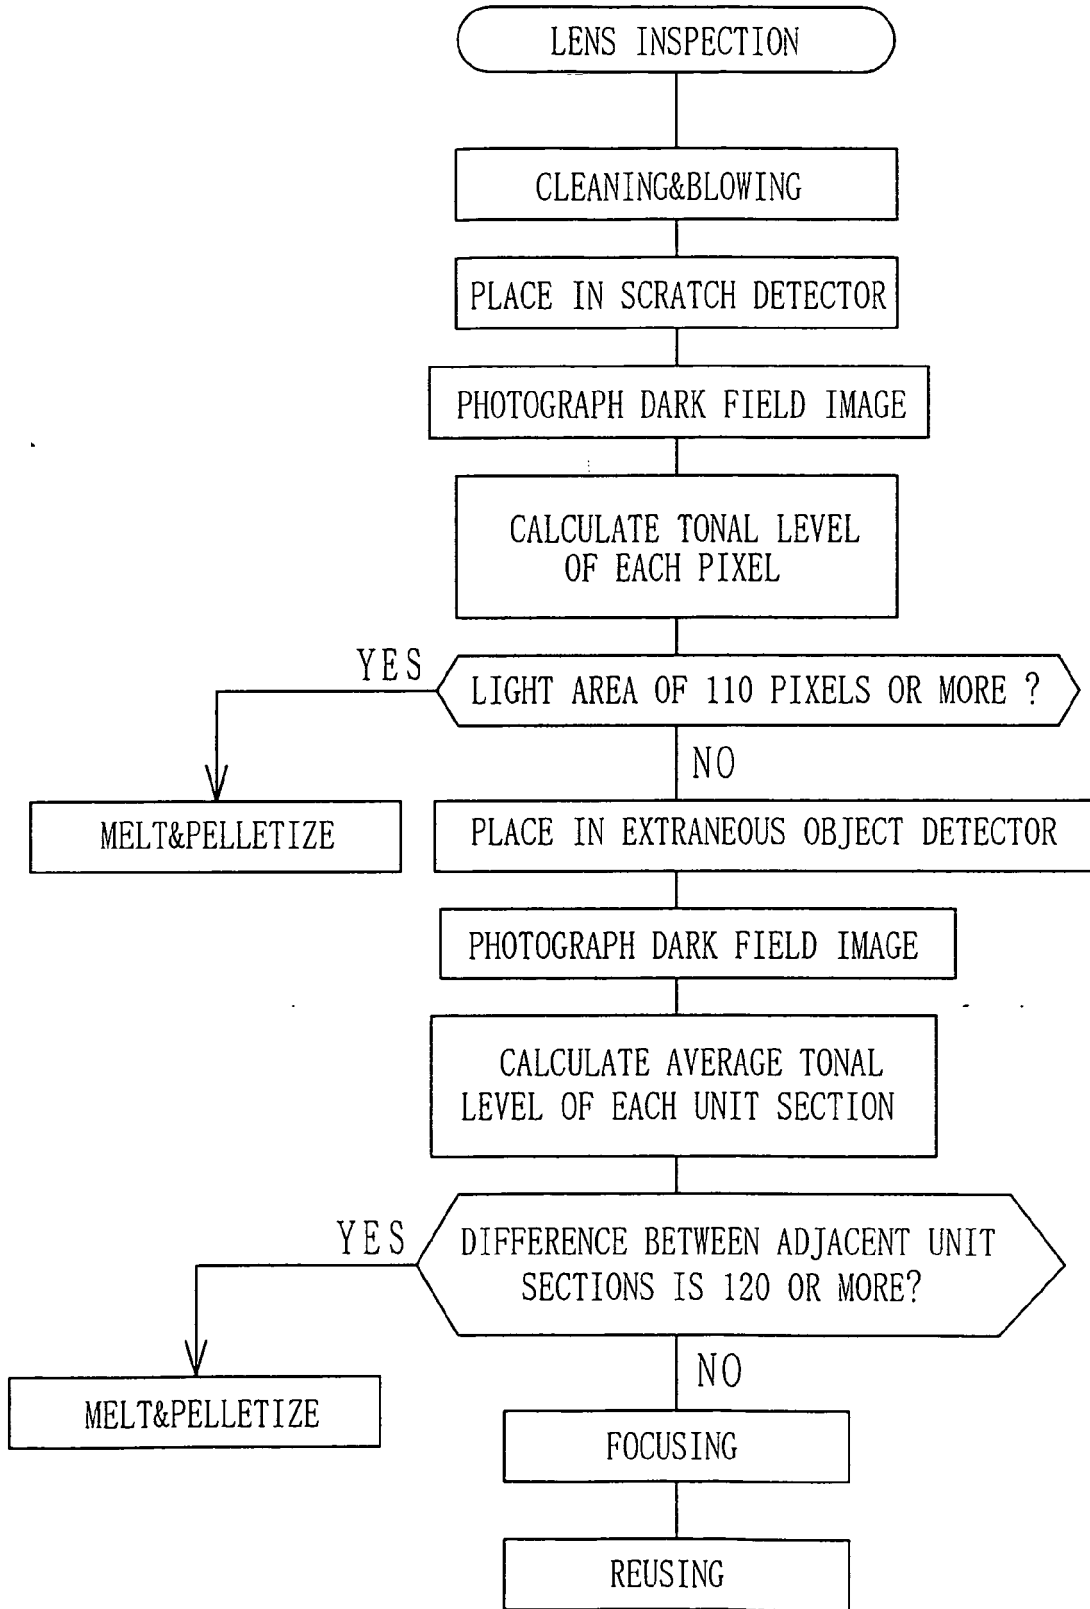 LENS INSPECTION
CLEANING&BLOWING
PLACE IN SCRATCH DETECTOR
PHOTOGRAPH DARK FIELD IMAGE
CALCULATE TONAL LEVEL
OF EACH PIXEL
YES
LIGHT AREA OF 110 PIXELS OR MORE ?
NO
MELT&PELLETIZE
PLACE IN EXTRANEOUS OBJECT DETECTOR
PHOTOGRAPH DARK FIELD IMAGE
CALCULATE AVERAGE TONAL
LEVEL OF EACH UNIT SECTION
YES
DIFFERENCE BETWEEN ADJACENT UNIT
SECTIONS IS 120 OR MORE?
NO
MELT&PELLETIZE
FOCUSING
REUSING